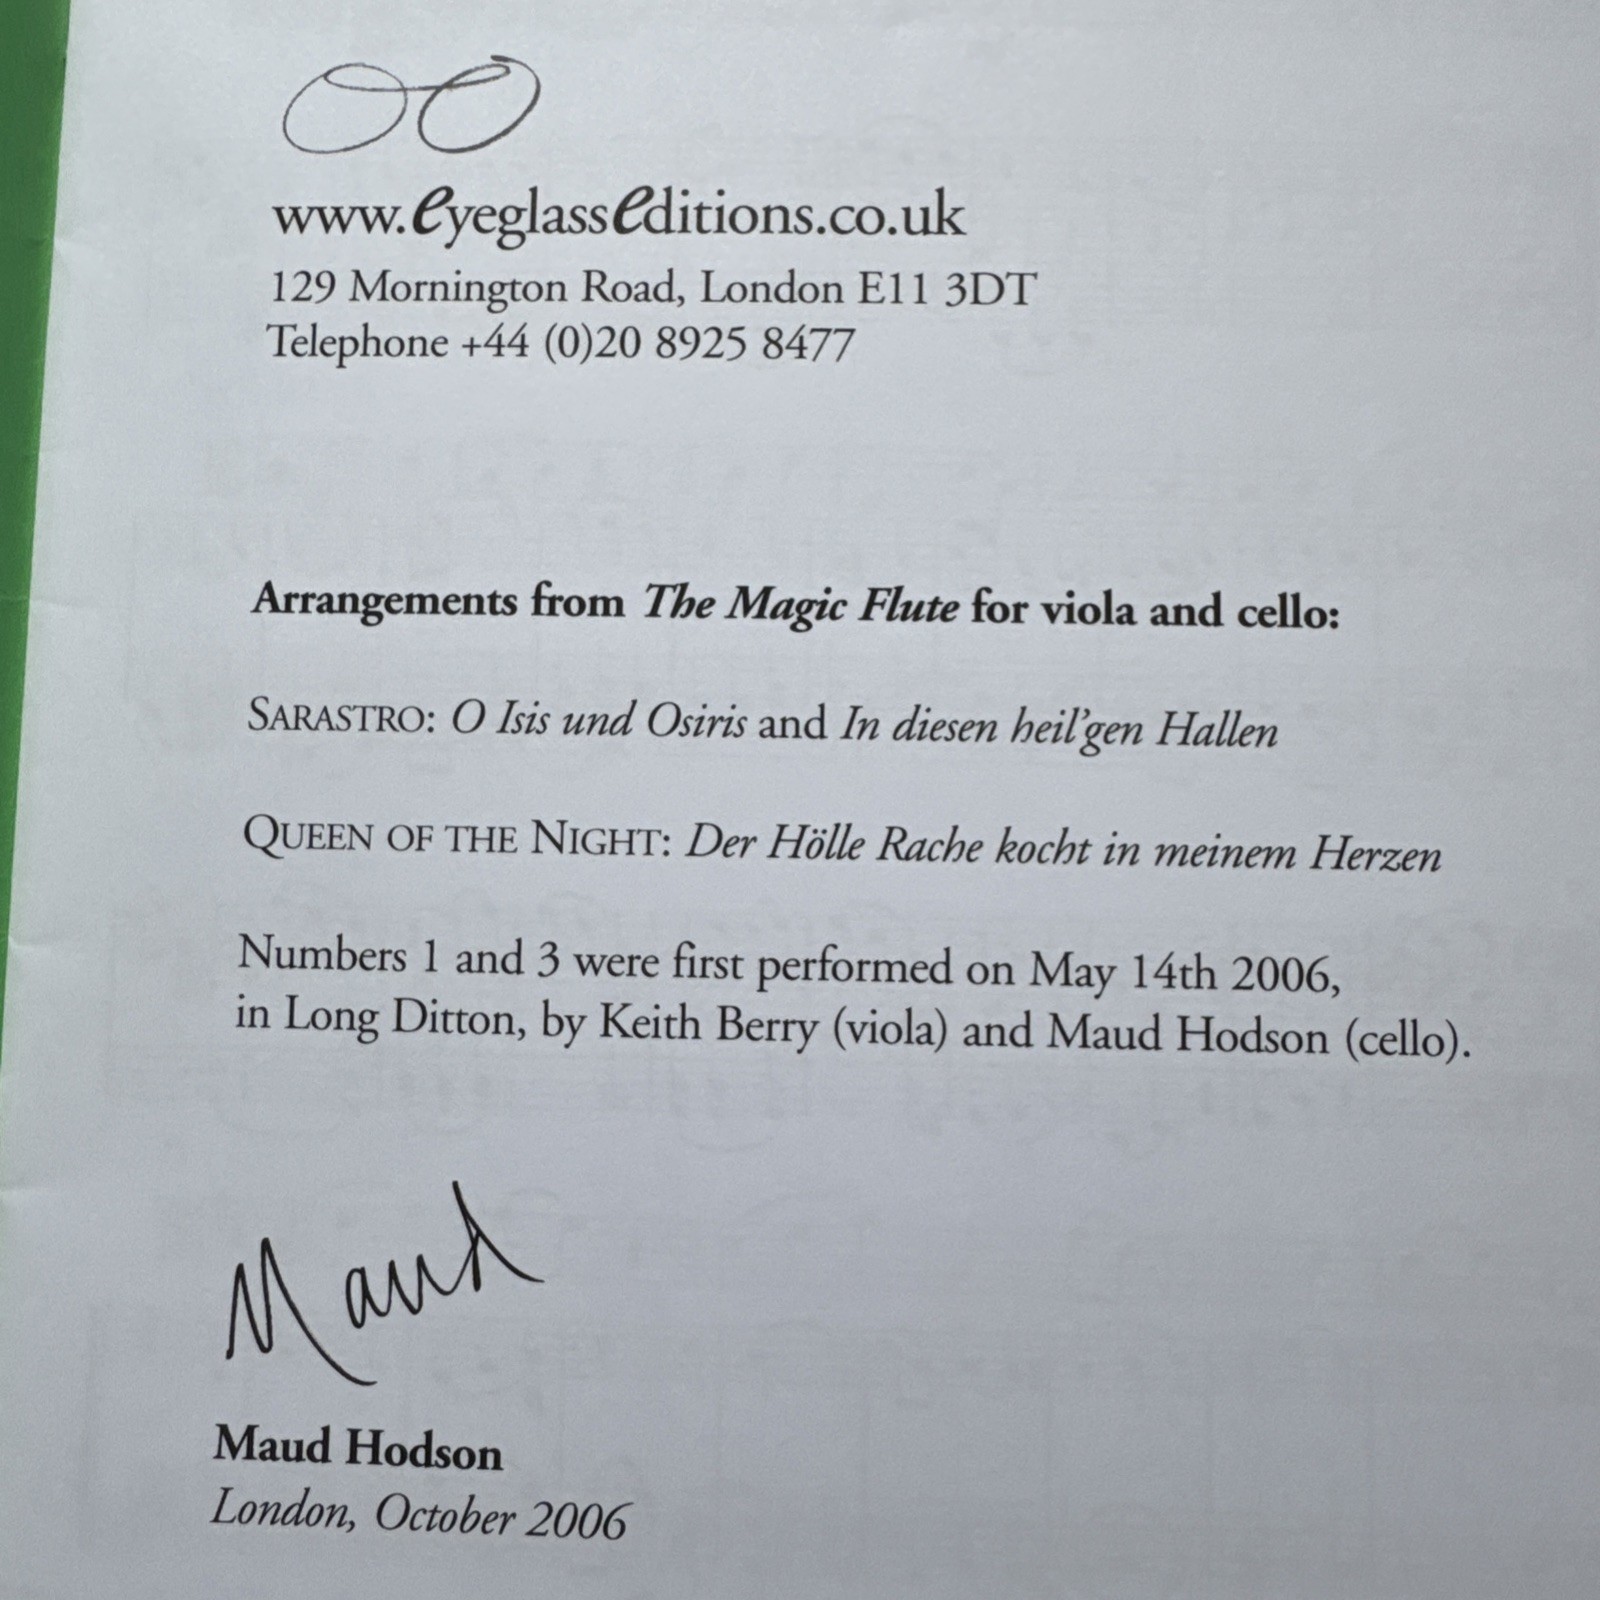 www.eyeglasseditions.co.uk
129 Mornington Road, London E11 3DT
Telephone +44 (0)20 8925 8477
Arrangements from The Magic Flute for viola and cello:
SARASTRO: O Isis und Osiris and In diesen heil'gen Hallen
QUEEN OF THE NIGHT: Der Hölle Rache kocht in meinem Herzen
Numbers 1 and 3 were first performed on May 14th 2006,
in Long Ditton, by Keith Berry (viola) and Maud Hodson (cello).
Maud
Maud Hodson
London, October 2006